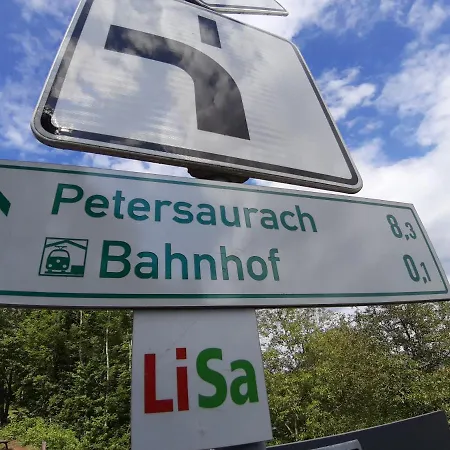 Petersaurach 8,3
Bahnhof 0,1
LiSa